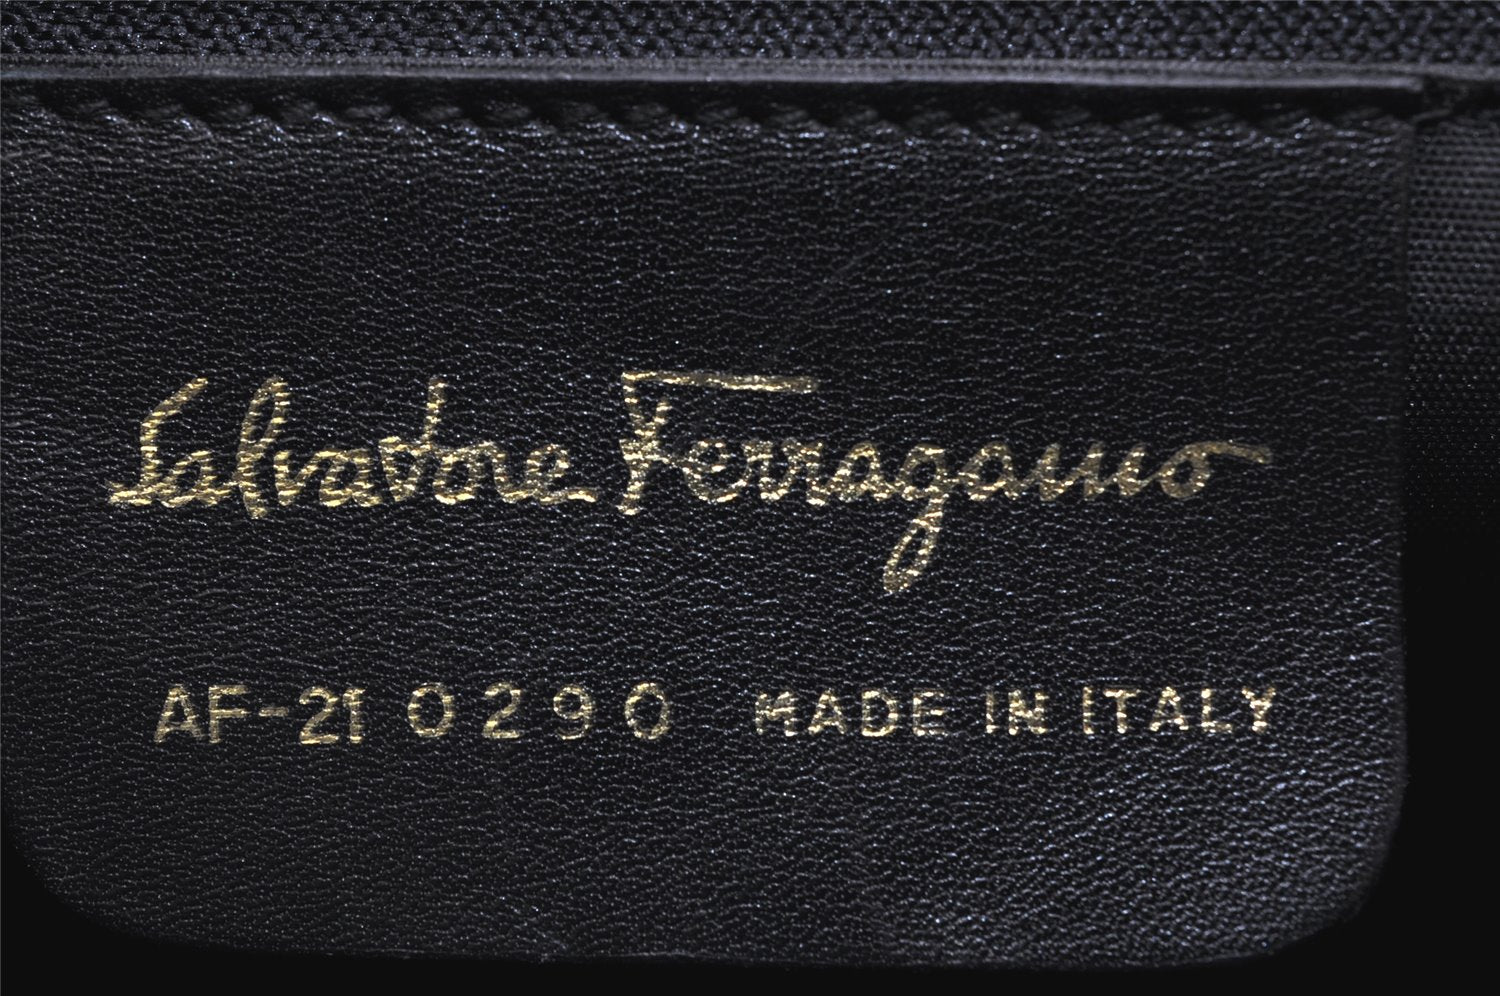 Salvatore Ferragamo
AF-21 0290 MADE IN ITALY